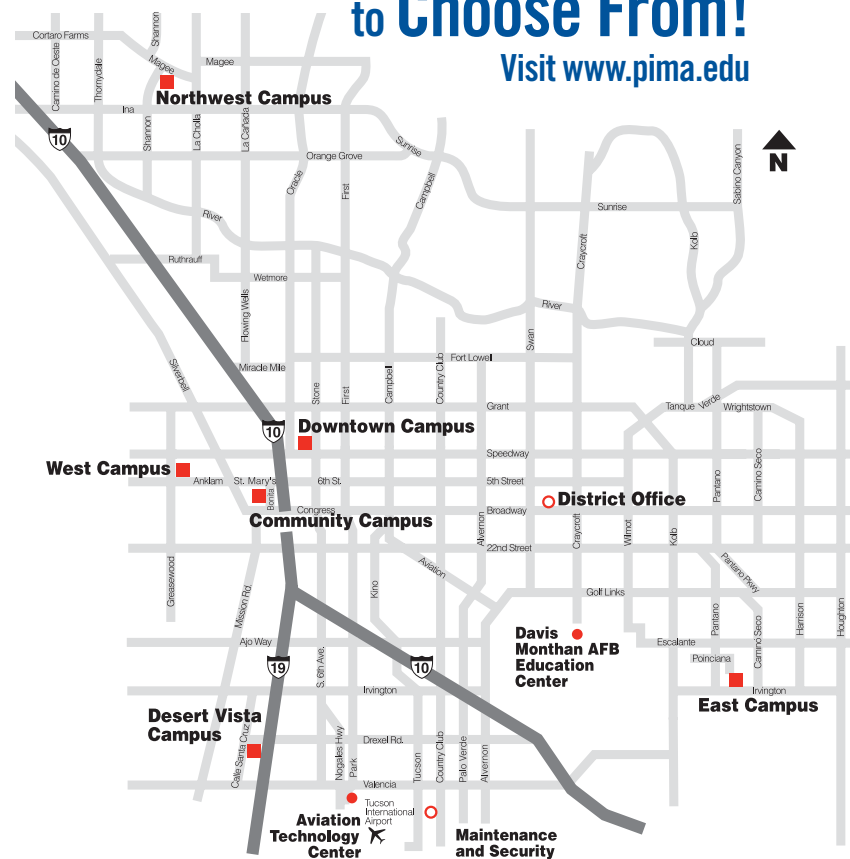 to Choose From!
Visit www.pima.edu
Cortaro Farms
Shannon
Camino de Oeste
Thornydale
Magee
Magee
Northwest Campus
Ina
Shannon
La Cholla
La Cañada
10
Orange Grove
Sunrise
Oracle
First
Campbell
N
Sabino Canyon
Sunrise
River
Craycroft
Kolb
Ruthrauff
Wetmore
River
Flowing Wells
Swan
Cloud
Silverbell
Miracle Mile
Fort Lowell
Stone
First
Campbell
Country Club
Grant
Tanque Verde
Wrightstown
10
Downtown Campus
Speedway
West Campus
Anklam
St. Mary's
6th St.
5th Street
Pantano
Camino Seco
Bonita
District Office
Congress
Broadway
Community Campus
Alvernon
Craycroft
Wilmot
Kolb
22nd Street
Aviation
Pantano Pkwy
Greasewood
Mission Rd.
Kino
Golf Links
Pantano
Camino Seco
Harrison
Houghton
Ajo Way
Davis
Monthan AFB
Education
Center
Escalante
Poinciana
19
S. 6th Ave.
10
Irvington
Irvington
East Campus
Desert Vista
Campus
Calle Santa Cruz
Drexel Rd.
Nogales Hwy
Park
Tucson
Country Club
Palo Verde
Alvernon
Valencia
Tucson
International
Airport
Aviation
Technology
Center
Maintenance
and Security